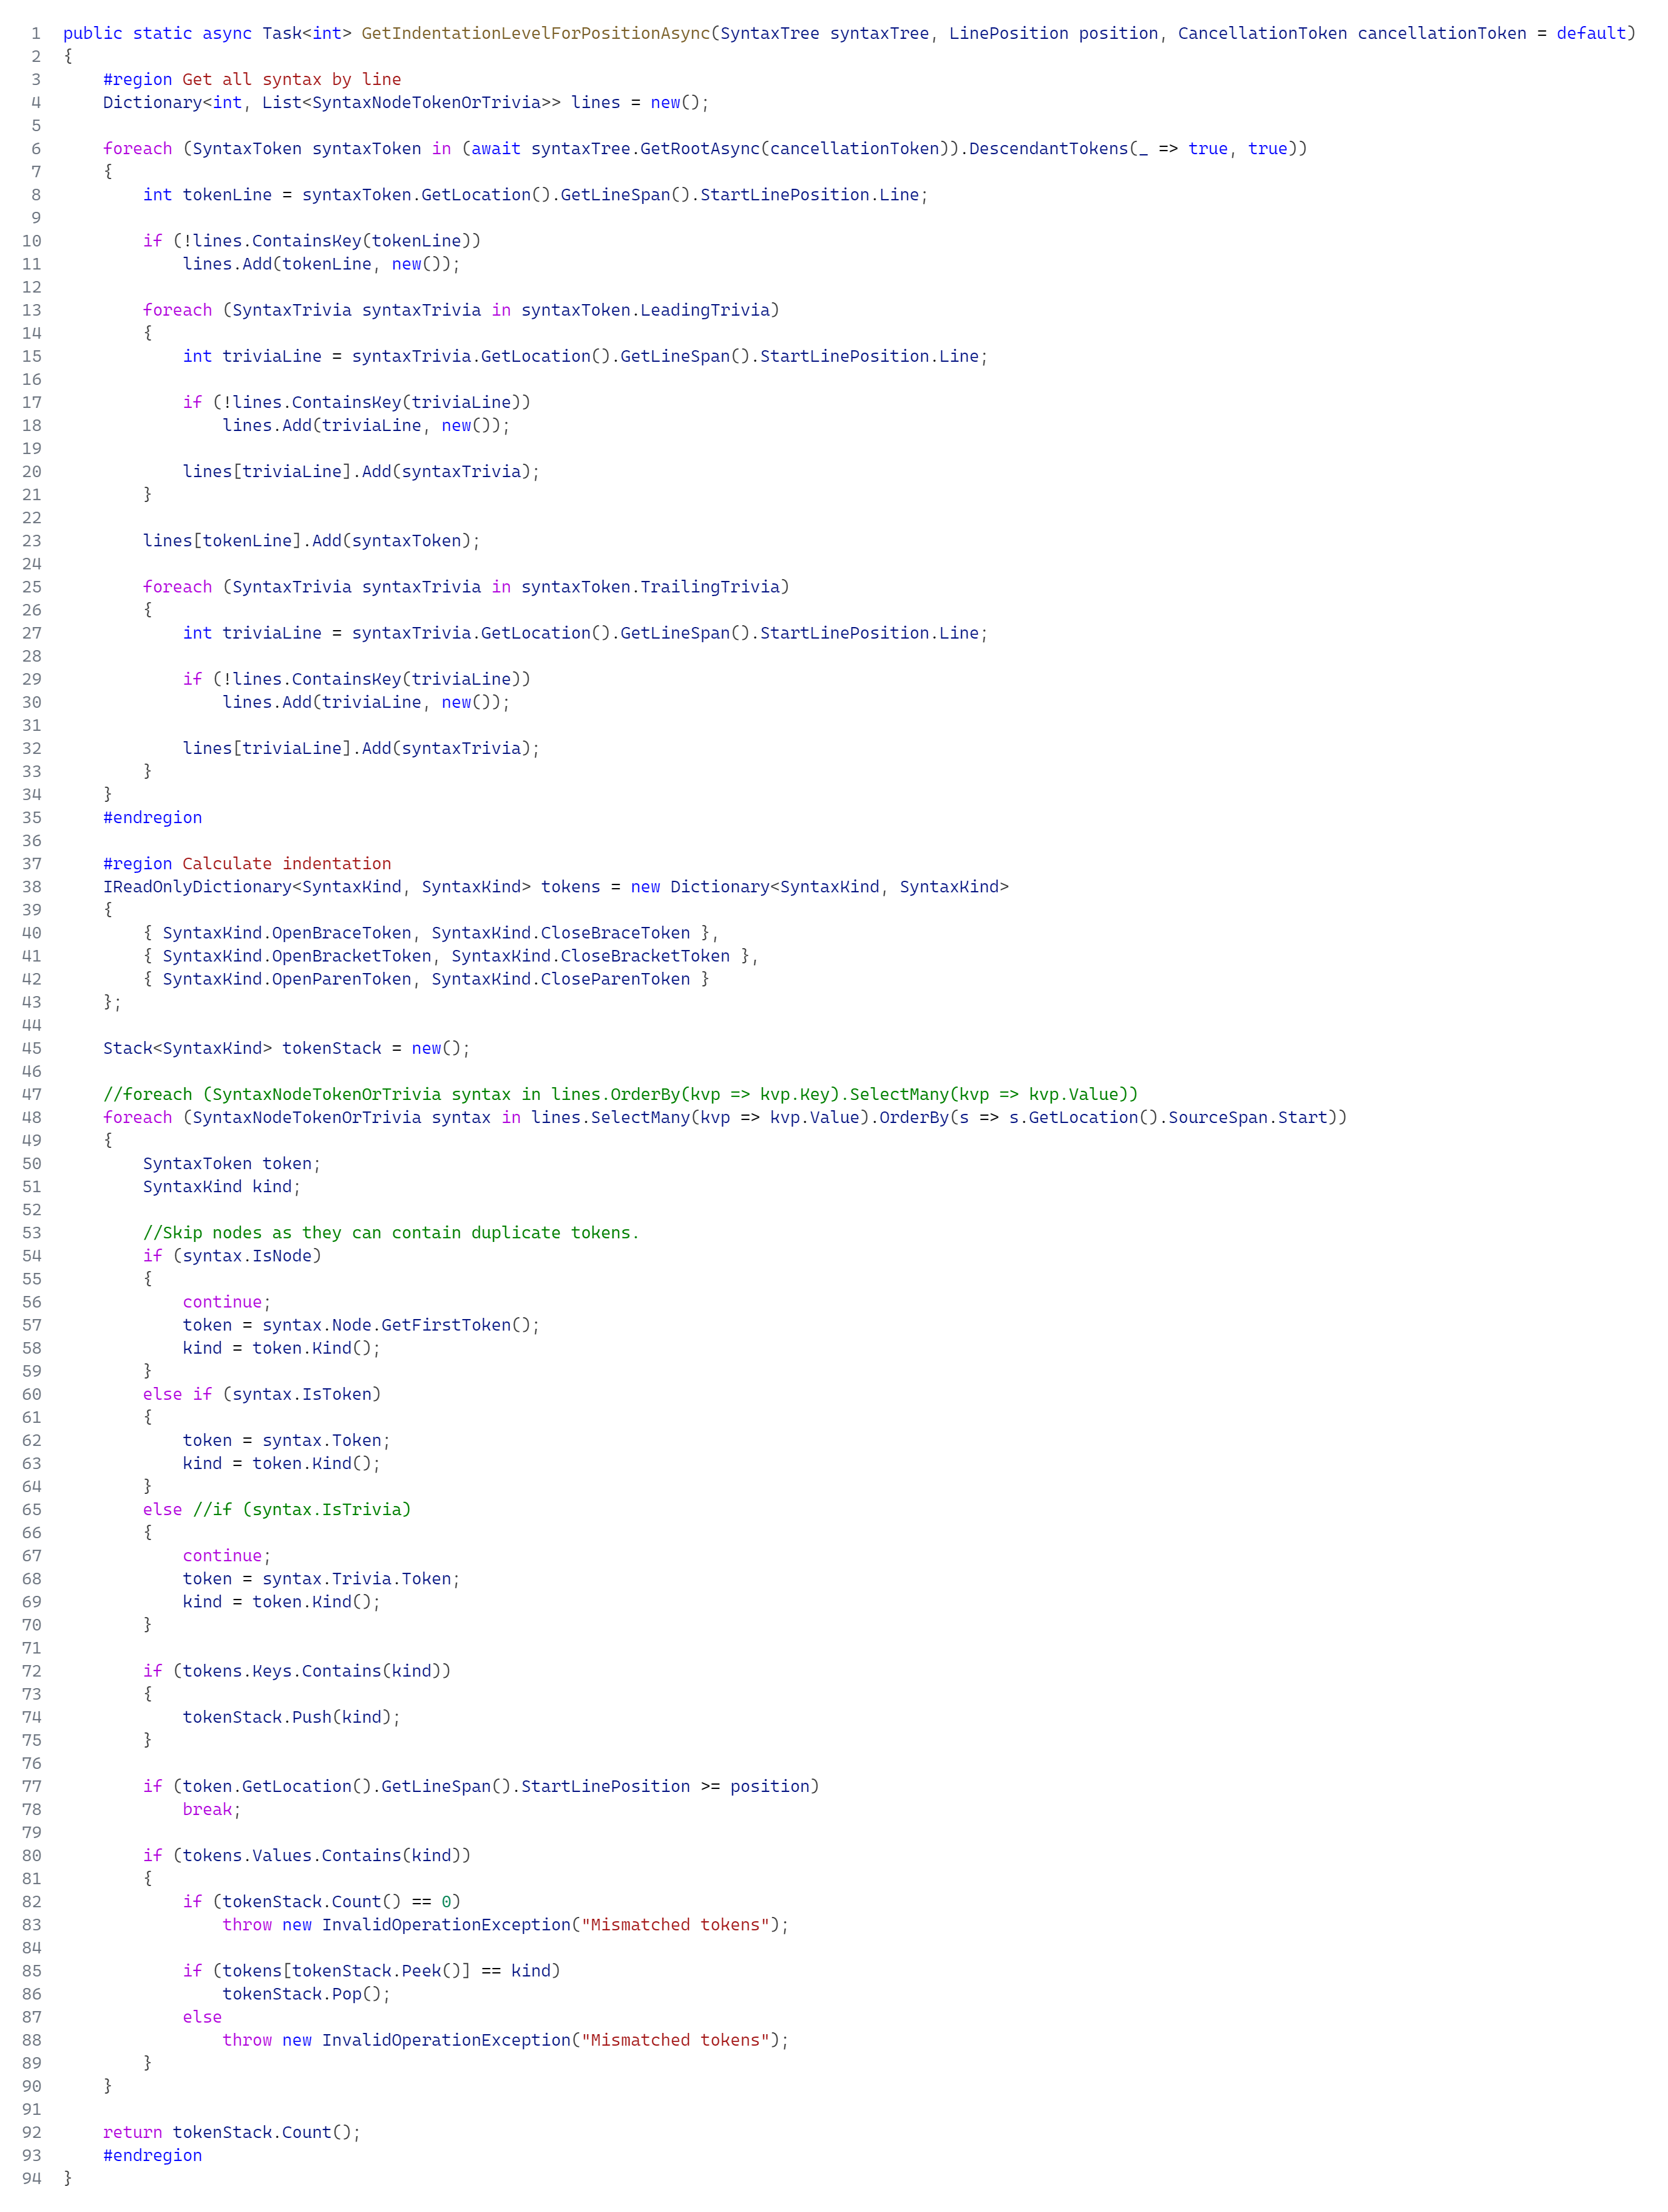 1 public static async Task<int> GetIndentationLevelForPositionAsync(SyntaxTree syntaxTree, LinePosition position, CancellationToken cancellationToken = default)
2 {
3     #region Get all syntax by line
4     Dictionary<int, List<SyntaxNodeTokenOrTrivia>> lines = new();
5
6     foreach (SyntaxToken syntaxToken in (await syntaxTree.GetRootAsync(cancellationToken)).DescendantTokens(_ => true, true))
7     {
8         int tokenLine = syntaxToken.GetLocation().GetLineSpan().StartLinePosition.Line;
9
10         if (!lines.ContainsKey(tokenLine))
11             lines.Add(tokenLine, new());
12
13         foreach (SyntaxTrivia syntaxTrivia in syntaxToken.LeadingTrivia)
14         {
15             int triviaLine = syntaxTrivia.GetLocation().GetLineSpan().StartLinePosition.Line;
16
17             if (!lines.ContainsKey(triviaLine))
18                 lines.Add(triviaLine, new());
19
20             lines[triviaLine].Add(syntaxTrivia);
21         }
22
23         lines[tokenLine].Add(syntaxToken);
24
25         foreach (SyntaxTrivia syntaxTrivia in syntaxToken.TrailingTrivia)
26         {
27             int triviaLine = syntaxTrivia.GetLocation().GetLineSpan().StartLinePosition.Line;
28
29             if (!lines.ContainsKey(triviaLine))
30                 lines.Add(triviaLine, new());
31
32             lines[triviaLine].Add(syntaxTrivia);
33         }
34     }
35     #endregion
36
37     #region Calculate indentation
38     IReadOnlyDictionary<SyntaxKind, SyntaxKind> tokens = new Dictionary<SyntaxKind, SyntaxKind>
39     {
40         { SyntaxKind.OpenBraceToken, SyntaxKind.CloseBraceToken },
41         { SyntaxKind.OpenBracketToken, SyntaxKind.CloseBracketToken },
42         { SyntaxKind.OpenParenToken, SyntaxKind.CloseParenToken }
43     };
44
45     Stack<SyntaxKind> tokenStack = new();
46
47     //foreach (SyntaxNodeTokenOrTrivia syntax in lines.OrderBy(kvp => kvp.Key).SelectMany(kvp => kvp.Value))
48     foreach (SyntaxNodeTokenOrTrivia syntax in lines.SelectMany(kvp => kvp.Value).OrderBy(s => s.GetLocation().SourceSpan.Start))
49     {
50         SyntaxToken token;
51         SyntaxKind kind;
52
53         //Skip nodes as they can contain duplicate tokens.
54         if (syntax.IsNode)
55         {
56             continue;
57             token = syntax.Node.GetFirstToken();
58             kind = token.Kind();
59         }
60         else if (syntax.IsToken)
61         {
62             token = syntax.Token;
63             kind = token.Kind();
64         }
65         else //if (syntax.IsTrivia)
66         {
67             continue;
68             token = syntax.Trivia.Token;
69             kind = token.Kind();
70         }
71
72         if (tokens.Keys.Contains(kind))
73         {
74             tokenStack.Push(kind);
75         }
76
77         if (token.GetLocation().GetLineSpan().StartLinePosition >= position)
78             break;
79
80         if (tokens.Values.Contains(kind))
81         {
82             if (tokenStack.Count() == 0)
83                 throw new InvalidOperationException("Mismatched tokens");
84
85             if (tokens[tokenStack.Peek()] == kind)
86                 tokenStack.Pop();
87             else
88                 throw new InvalidOperationException("Mismatched tokens");
89         }
90     }
91
92     return tokenStack.Count();
93     #endregion
94 }